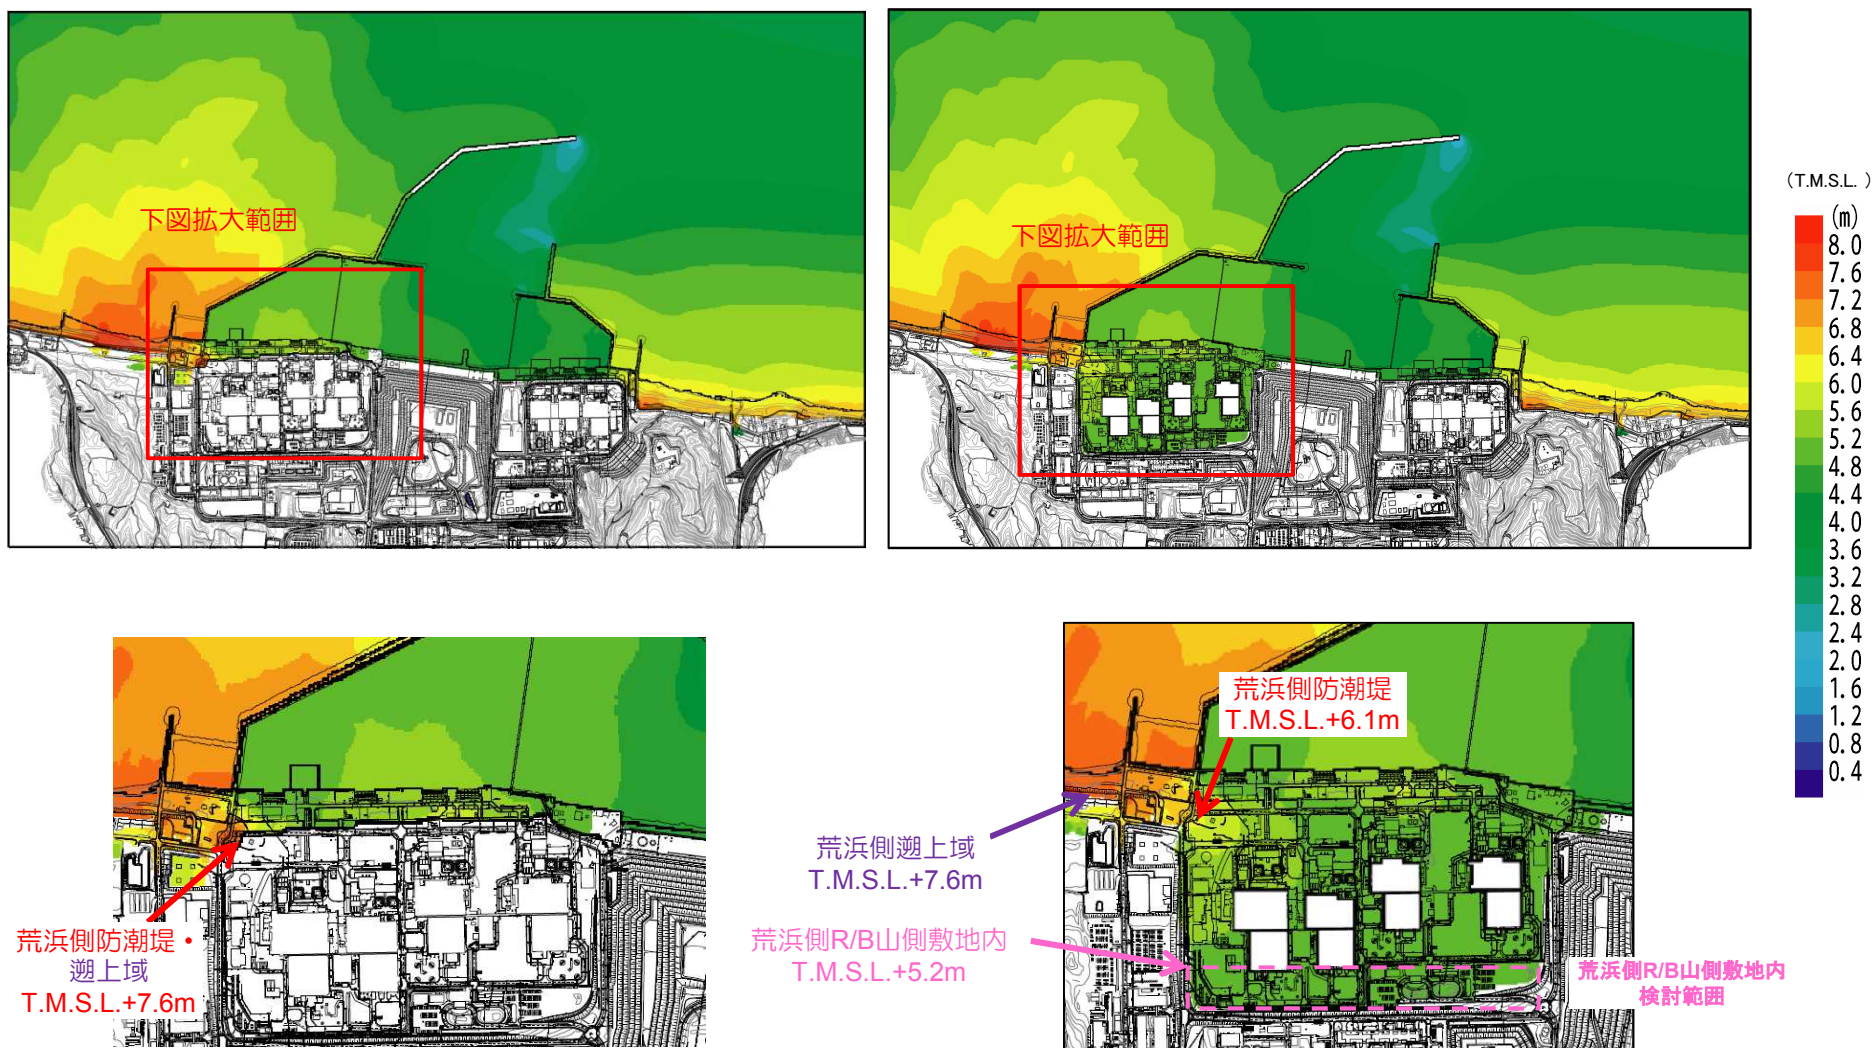 下図拡大範囲
下図拡大範囲
（T.M.S.L. ）
(m)
8.0
7.6
7.2
6.8
6.4
6.0
5.6
5.2
4.8
4.4
4.0
3.6
3.2
2.8
2.4
2.0
1.6
1.2
0.8
0.4
荒浜側防潮堤・
遡上域
T.M.S.L.+7.6m
荒浜側防潮堤
T.M.S.L.+6.1m
荒浜側遡上域
T.M.S.L.+7.6m
荒浜側R/B山側敷地内
T.M.S.L.+5.2m
荒浜側R/B山側敷地内
検討範囲